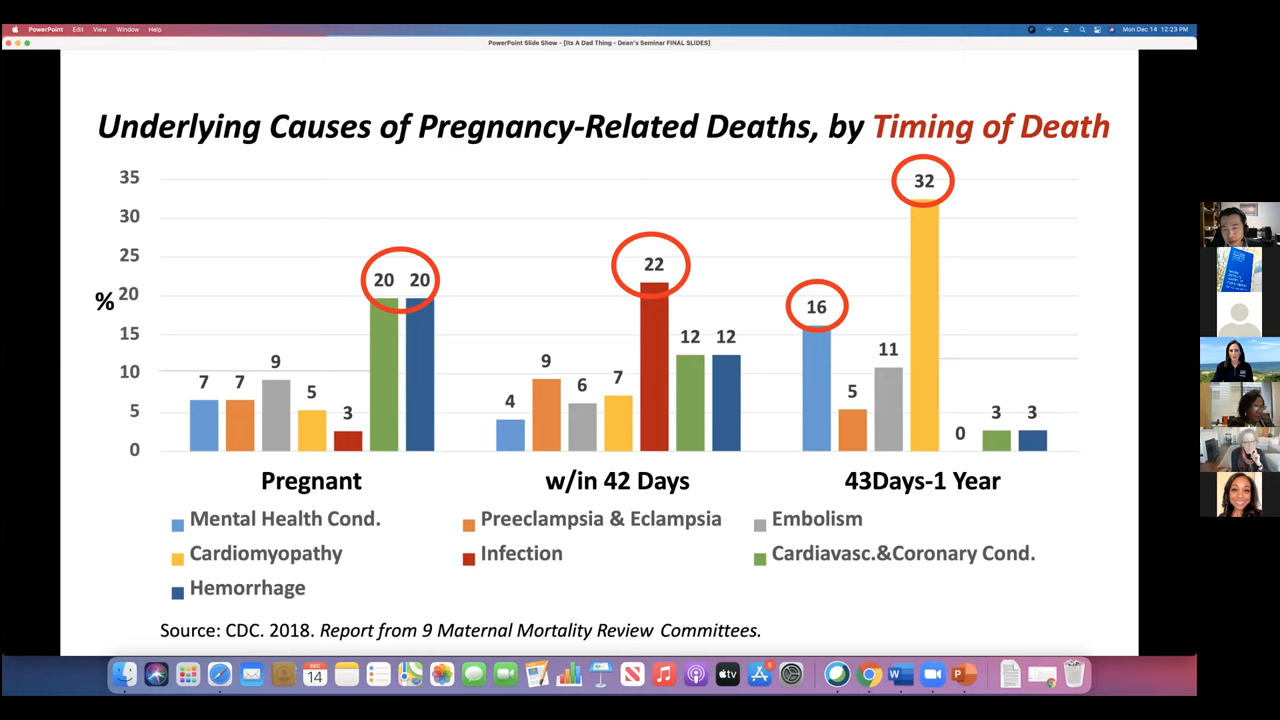 PowerPoint Edit View Window Help
Mon Dec 14 12:23 PM
PowerPoint Slide Show - [Its A Dad Thing - Dean's Seminar FINAL SLIDES]
Underlying Causes of Pregnancy-Related Deaths, by Timing of Death
35
30
25
%
20
15
10
5
0
7 7 9 5 3 20 20
4 9 6 7 22 12 12
16 5 11 32 0 3 3
Pregnant w/in 42 Days 43Days-1 Year
Mental Health Cond. Preeclampsia & Eclampsia Embolism
Cardiomyopathy Infection Cardiavasc.&Coronary Cond.
Hemorrhage
Source: CDC. 2018. Report from 9 Maternal Mortality Review Committees.
DEC
14
tv
W
P